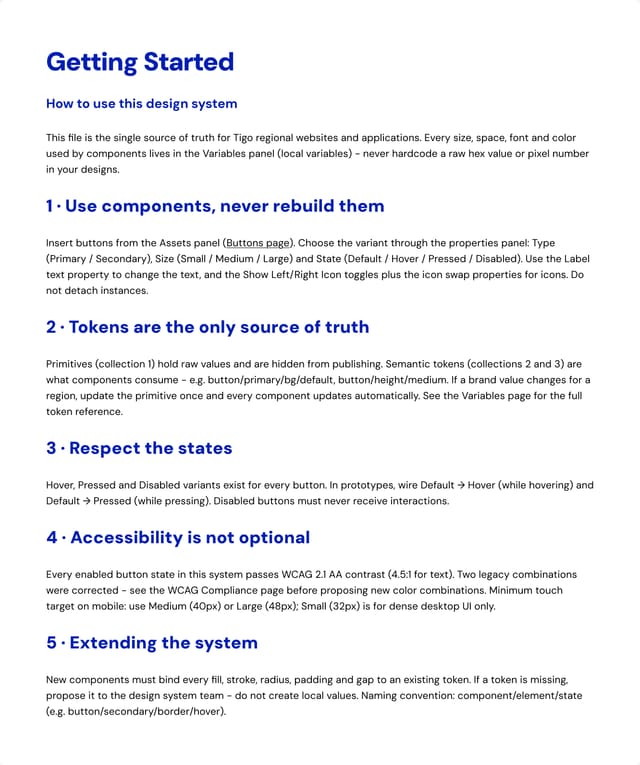 Getting Started
How to use this design system
This file is the single source of truth for Tigo regional websites and applications. Every size, space, font and color
used by components lives in the Variables panel (local variables) - never hardcode a raw hex value or pixel number
in your designs.
1 · Use components, never rebuild them
Insert buttons from the Assets panel (Buttons page). Choose the variant through the properties panel: Type
(Primary / Secondary), Size (Small / Medium / Large) and State (Default / Hover / Pressed / Disabled). Use the Label
text property to change the text, and the Show Left/Right Icon toggles plus the icon swap properties for icons. Do
not detach instances.
2 · Tokens are the only source of truth
Primitives (collection 1) hold raw values and are hidden from publishing. Semantic tokens (collections 2 and 3) are
what components consume - e.g. button/primary/bg/default, button/height/medium. If a brand value changes for a
region, update the primitive once and every component updates automatically. See the Variables page for the full
token reference.
3 · Respect the states
Hover, Pressed and Disabled variants exist for every button. In prototypes, wire Default → Hover (while hovering) and
Default → Pressed (while pressing). Disabled buttons must never receive interactions.
4 · Accessibility is not optional
Every enabled button state in this system passes WCAG 2.1 AA contrast (4.5:1 for text). Two legacy combinations
were corrected - see the WCAG Compliance page before proposing new color combinations. Minimum touch
target on mobile: use Medium (40px) or Large (48px); Small (32px) is for dense desktop UI only.
5 · Extending the system
New components must bind every fill, stroke, radius, padding and gap to an existing token. If a token is missing,
propose it to the design system team - do not create local values. Naming convention: component/element/state
(e.g. button/secondary/border/hover).